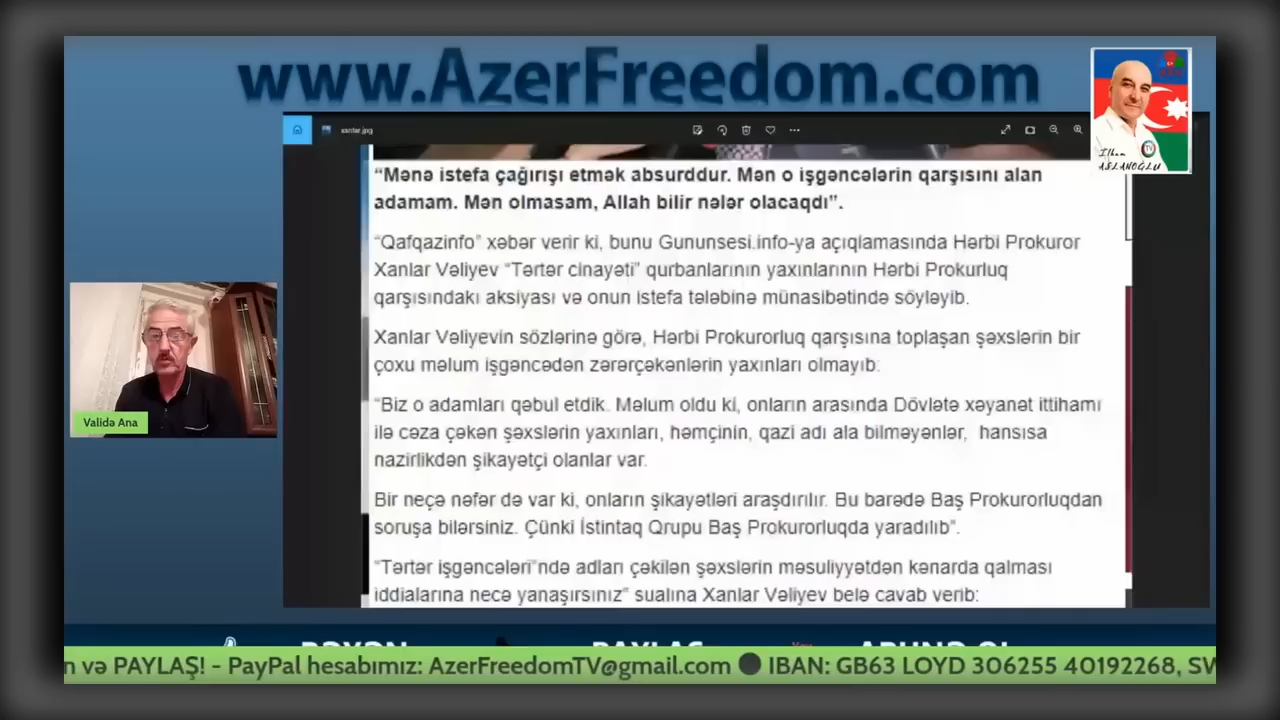 www.AzerFreedom.com
xanlar.jpg
İlham
ASLANOĞLU
TV
“Mənə istefa çağırışı etmək absurddur. Mən o işgəncələrin qarşısını alan
adamam. Mən olmasam, Allah bilir nələr olacaqdı”.
“Qafqazinfo” xəbər verir ki, bunu Gununsesi.info-ya açıqlamasında Hərbi Prokuror
Xanlar Vəliyev “Tərtər cinayəti” qurbanlarının yaxınlarının Hərbi Prokurluq
qarşısındakı aksiyası və onun istefa tələbinə münasibətində söyləyib.
Xanlar Vəliyevin sözlərinə görə, Hərbi Prokurorluq qarşısına toplaşan şəxslərin bir
çoxu məlum işgəncədən zərərçəkənlərin yaxınları olmayıb:
“Biz o adamları qəbul etdik. Məlum oldu ki, onların arasında Dövlətə xəyanət ittihamı
ilə cəza çəkən şəxslərin yaxınları, həmçinin, qazi adı ala bilməyənlər, hansısa
nazirlikdən şikayətçi olanlar var.
Bir neçə nəfər də var ki, onların şikayətləri araşdırılır. Bu barədə Baş Prokurorluqdan
soruşa bilərsiniz. Çünki İstintaq Qrupu Baş Prokurorluqda yaradılıb”.
“Tərtər işgəncələri”ndə adları çəkilən şəxslərin məsuliyyətdən kənarda qalması
iddialarına necə yanaşırsınız” sualına Xanlar Vəliyev belə cavab verib:
Validə Ana
BƏYƏN PAYLAŞ ABUNƏ OL
n və PAYLAŞ! - PayPal hesabımız: AzerFreedomTV@gmail.com ● IBAN: GB63 LOYD 306255 40192268, SW